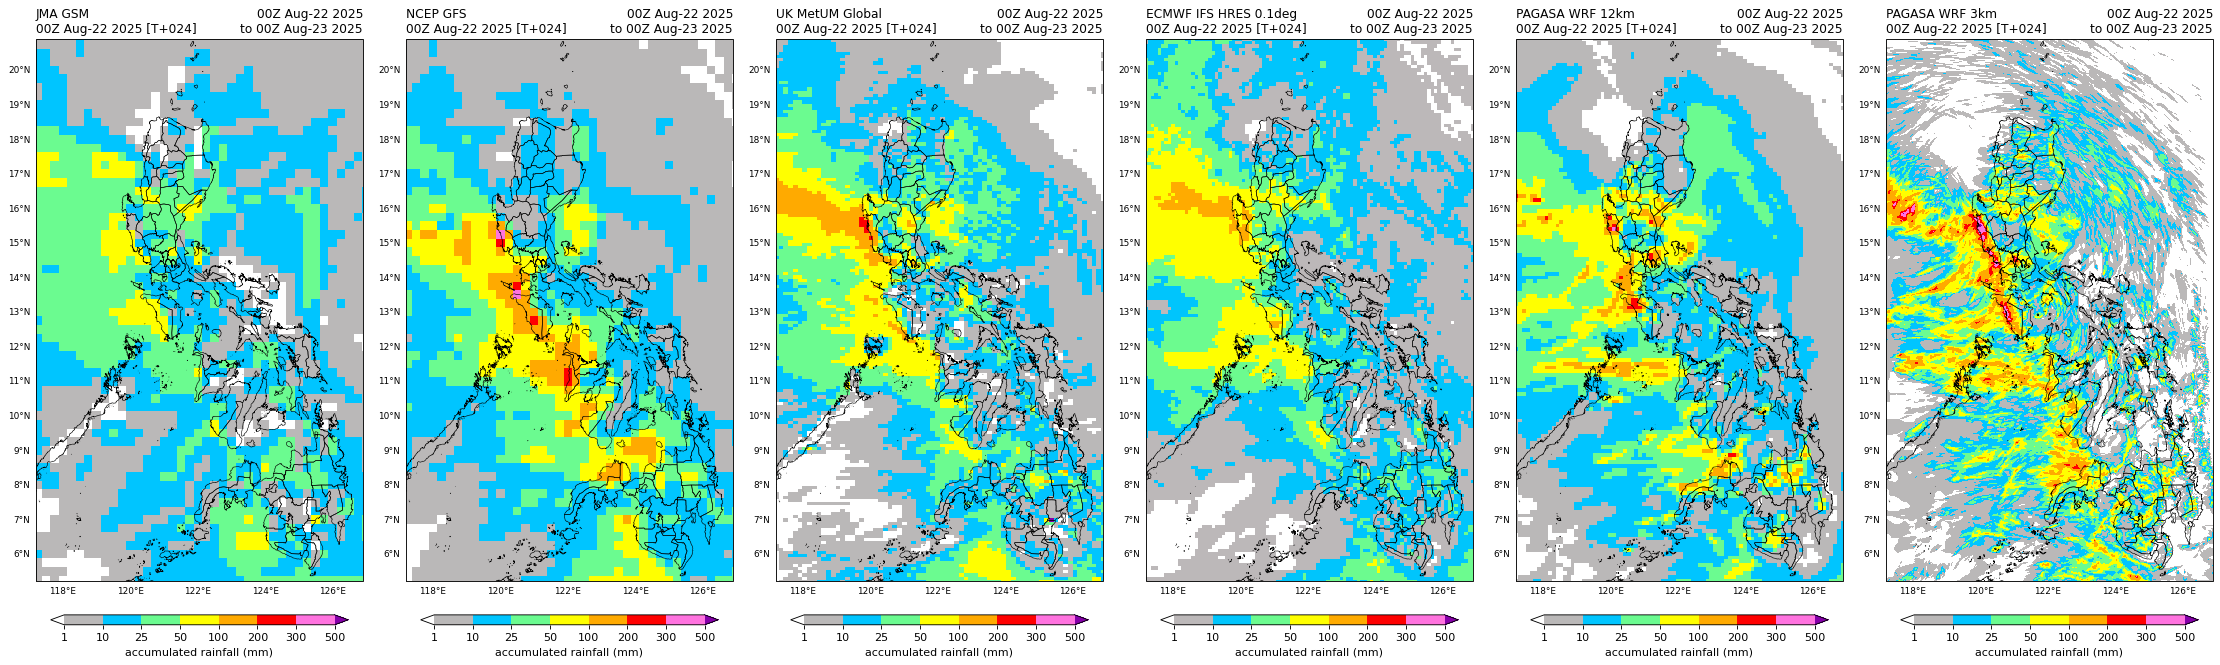 JMA GSM 00Z Aug-22 2025
00Z Aug-22 2025 [T+024] to 00Z Aug-23 2025
20°N
19°N
18°N
17°N
16°N
15°N
14°N
13°N
12°N
11°N
10°N
9°N
8°N
7°N
6°N
118°E 120°E 122°E 124°E 126°E
1 10 25 50 100 200 300 500
accumulated rainfall (mm)
NCEP GFS 00Z Aug-22 2025
00Z Aug-22 2025 [T+024] to 00Z Aug-23 2025
20°N
19°N
18°N
17°N
16°N
15°N
14°N
13°N
12°N
11°N
10°N
9°N
8°N
7°N
6°N
118°E 120°E 122°E 124°E 126°E
1 10 25 50 100 200 300 500
accumulated rainfall (mm)
UK MetUM Global 00Z Aug-22 2025
00Z Aug-22 2025 [T+024] to 00Z Aug-23 2025
20°N
19°N
18°N
17°N
16°N
15°N
14°N
13°N
12°N
11°N
10°N
9°N
8°N
7°N
6°N
118°E 120°E 122°E 124°E 126°E
1 10 25 50 100 200 300 500
accumulated rainfall (mm)
ECMWF IFS HRES 0.1deg 00Z Aug-22 2025
00Z Aug-22 2025 [T+024] to 00Z Aug-23 2025
20°N
19°N
18°N
17°N
16°N
15°N
14°N
13°N
12°N
11°N
10°N
9°N
8°N
7°N
6°N
118°E 120°E 122°E 124°E 126°E
1 10 25 50 100 200 300 500
accumulated rainfall (mm)
PAGASA WRF 12km 00Z Aug-22 2025
00Z Aug-22 2025 [T+024] to 00Z Aug-23 2025
20°N
19°N
18°N
17°N
16°N
15°N
14°N
13°N
12°N
11°N
10°N
9°N
8°N
7°N
6°N
118°E 120°E 122°E 124°E 126°E
1 10 25 50 100 200 300 500
accumulated rainfall (mm)
PAGASA WRF 3km 00Z Aug-22 2025
00Z Aug-22 2025 [T+024] to 00Z Aug-23 2025
20°N
19°N
18°N
17°N
16°N
15°N
14°N
13°N
12°N
11°N
10°N
9°N
8°N
7°N
6°N
118°E 120°E 122°E 124°E 126°E
1 10 25 50 100 200 300 500
accumulated rainfall (mm)